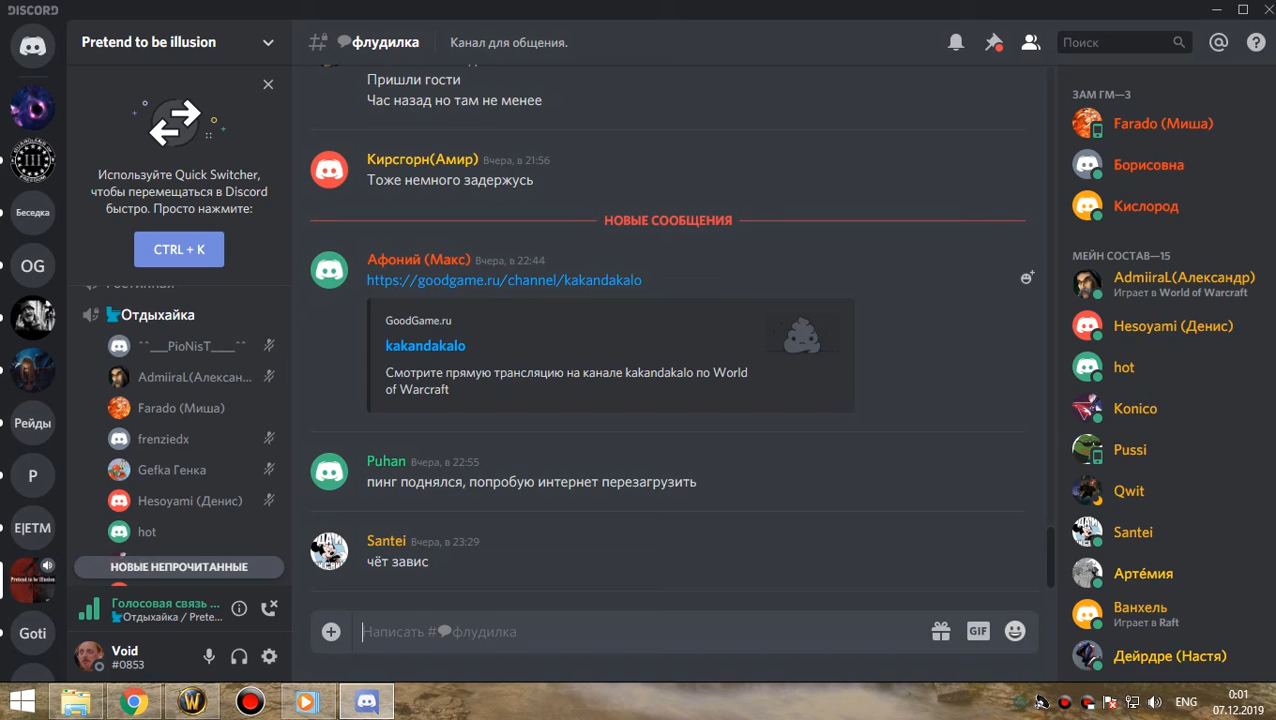 DISCORD
Pretend to be illusion
флудилка
Канал для общения.
Поиск
Используйте Quick Switcher,
чтобы перемещаться в Discord
быстро. Просто нажмите:
CTRL + K
Отдыхайка
^^___PioNisT____^^
AdmiiraL(Алексан...
Farado (Миша)
frenziedx
Gefka Генка
Hesoyami (Денис)
hot
НОВЫЕ НЕПРОЧИТАННЫЕ
Голосовая связь ...
Отдыхайка / Prete...
Void
#0853
Беседка
OG
Рейды
P
E|ETM
Pretend to be Illusion
Goti
Пришли гости
Час назад но там не менее
Кирсгорн(Амир) Вчера, в 21:56
Тоже немного задержусь
НОВЫЕ СООБЩЕНИЯ
Афоний (Макс) Вчера, в 22:44
https://goodgame.ru/channel/kakandakalo
GoodGame.ru
kakandakalo
Смотрите прямую трансляцию на канале kakandakalo по World
of Warcraft
Puhan Вчера, в 22:55
пинг поднялся, попробую интернет перезагрузить
Santei Вчера, в 23:29
чёт завис
Написать #флудилка
GIF
ЗАМ ГМ—3
Farado (Миша)
Борисовна
Кислород
МЕЙН СОСТАВ—15
AdmiiraL(Александр)
Играет в World of Warcraft
Hesoyami (Денис)
hot
Konico
Pussi
Qwit
Santei
Артéмия
Ванхель
Играет в Raft
Дейрдре (Настя)
ENG
0:01
07.12.2019